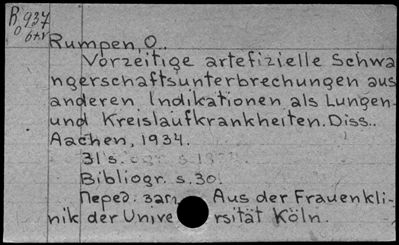 R 937
o
btv
Rumpen, O.
Vorzeitige artefizielle Schwa
ngerschaftsunterbrechungen aus
anderen Indikationen als Lungen-
und Kreislaufkrankheiten. Diss..
Aachen, 1934.
31 s.
Bibliogr. s. 30.
Перед. загл. Aus der Frauenkli-
nik der Unive rsität Köln.